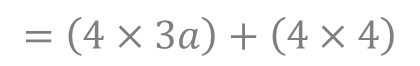 = (4 × 3a) + (4 × 4)